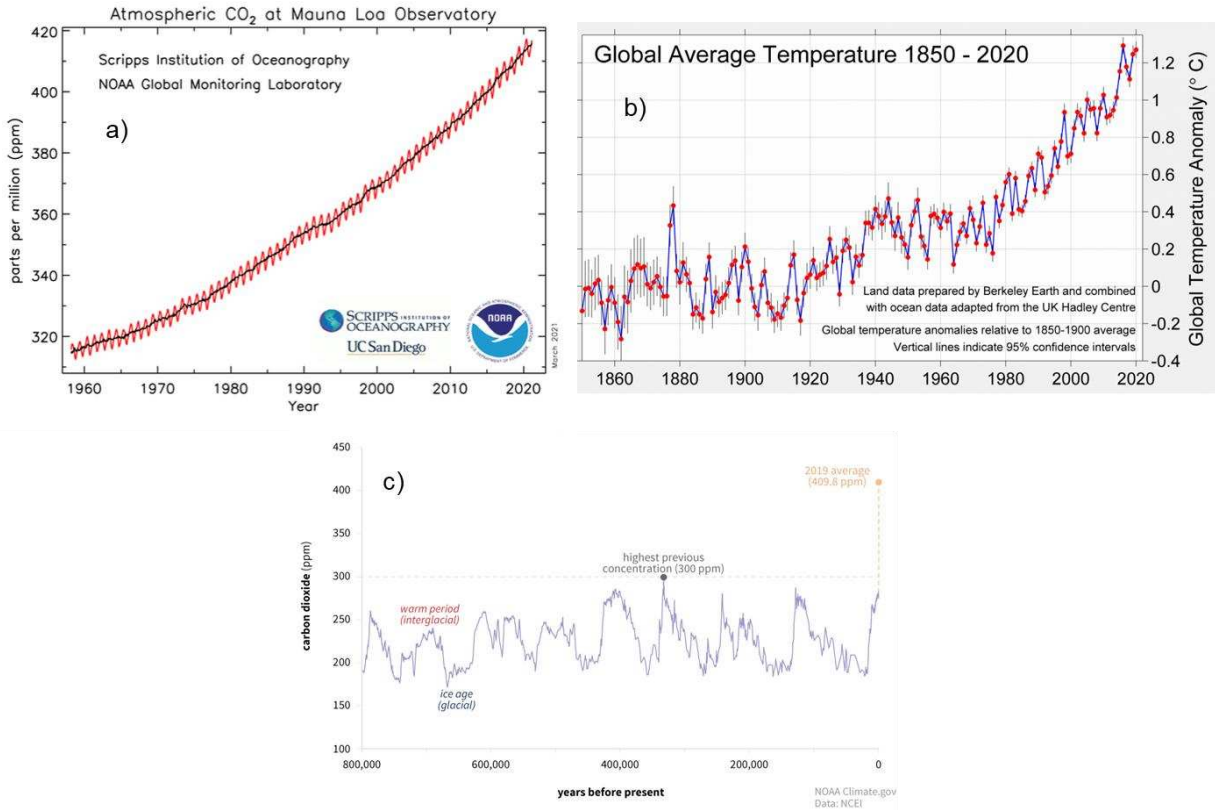 Atmospheric CO₂ at Mauna Loa Observatory
Scripps Institution of Oceanography
NOAA Global Monitoring Laboratory
a)
parts per million (ppm)
420
400
380
360
340
320
1960
1970
1980
1990
2000
2010
2020
Year
SCRIPPS INSTITUTION OF
OCEANOGRAPHY
UC San Diego
NOAA
March 2021
Global Average Temperature 1850 - 2020
b)
Global Temperature Anomaly (° C)
1.2
1
0.8
0.6
0.4
0.2
0
-0.2
-0.4
Land data prepared by Berkeley Earth and combined
with ocean data adapted from the UK Hadley Centre
Global temperature anomalies relative to 1850-1900 average
Vertical lines indicate 95% confidence intervals
1860
1880
1900
1920
1940
1960
1980
2000
2020
c)
carbon dioxide (ppm)
450
400
350
300
250
200
150
100
2019 average
(409.8 ppm)
highest previous
concentration (300 ppm)
warm period
(interglacial)
ice age
(glacial)
800,000
600,000
400,000
200,000
0
years before present
NOAA Climate.gov
Data: NCEI